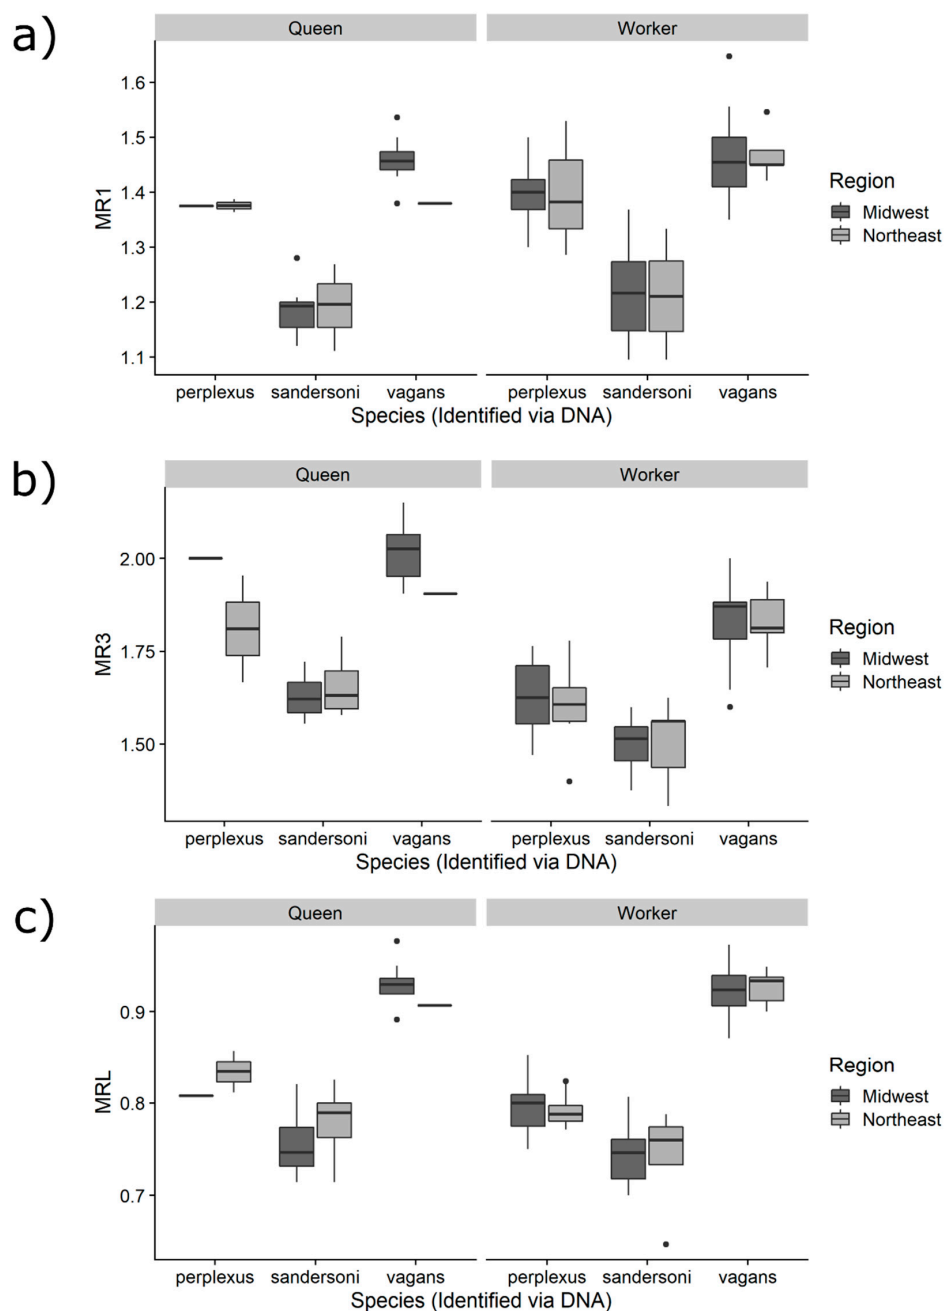 a)
Queen Worker
1.6
1.5
1.4
1.3
1.2
1.1
MR1
perplexus sandersoni vagans perplexus sandersoni vagans
Species (Identified via DNA)
Region
Midwest
Northeast
b)
Queen Worker
2.00
1.75
1.50
MR3
perplexus sandersoni vagans perplexus sandersoni vagans
Species (Identified via DNA)
Region
Midwest
Northeast
c)
Queen Worker
0.9
0.8
0.7
MRL
perplexus sandersoni vagans perplexus sandersoni vagans
Species (Identified via DNA)
Region
Midwest
Northeast